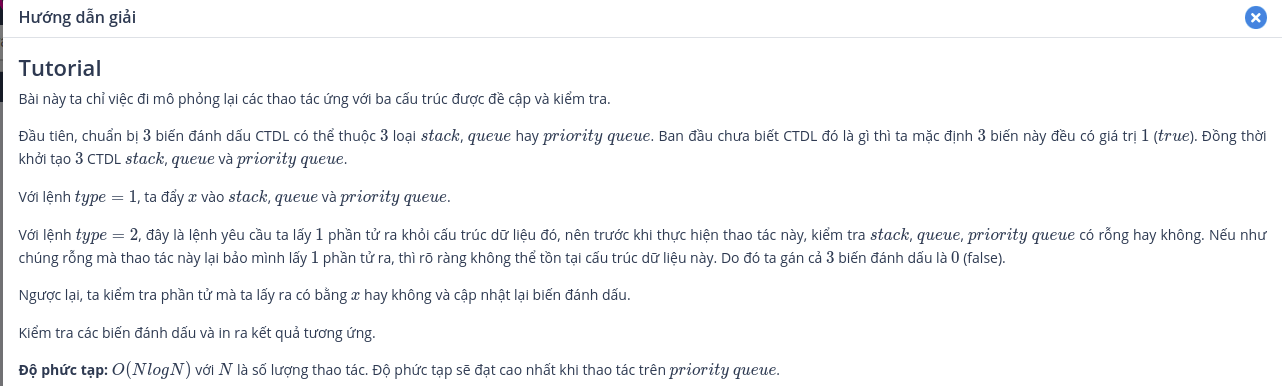 Hướng dẫn giải
Tutorial
Bài này ta chỉ việc đi mô phỏng lại các thao tác ứng với ba cấu trúc được đề cập và kiểm tra.
Đầu tiên, chuẩn bị 3 biến đánh dấu CTDL có thể thuộc 3 loại stack, queue hay priority queue. Ban đầu chưa biết CTDL đó là gì thì ta mặc định 3 biến này đều có giá trị 1 (true). Đồng thời
khởi tạo 3 CTDL stack, queue và priority queue.
Với lệnh type = 1, ta đẩy x vào stack, queue và priority queue.
Với lệnh type = 2, đây là lệnh yêu cầu ta lấy 1 phần tử ra khỏi cấu trúc dữ liệu đó, nên trước khi thực hiện thao tác này, kiểm tra stack, queue, priority queue có rỗng hay không. Nếu như
chúng rỗng mà thao tác này lại bảo mình lấy 1 phần tử ra, thì rõ ràng không thể tồn tại cấu trúc dữ liệu này. Do đó ta gán cả 3 biến đánh dấu là 0 (false).
Ngược lại, ta kiểm tra phần tử mà ta lấy ra có bằng x hay không và cập nhật lại biến đánh dấu.
Kiểm tra các biến đánh dấu và in ra kết quả tương ứng.
Độ phức tạp: O(NlogN) với N là số lượng thao tác. Độ phức tạp sẽ đạt cao nhất khi thao tác trên priority queue.